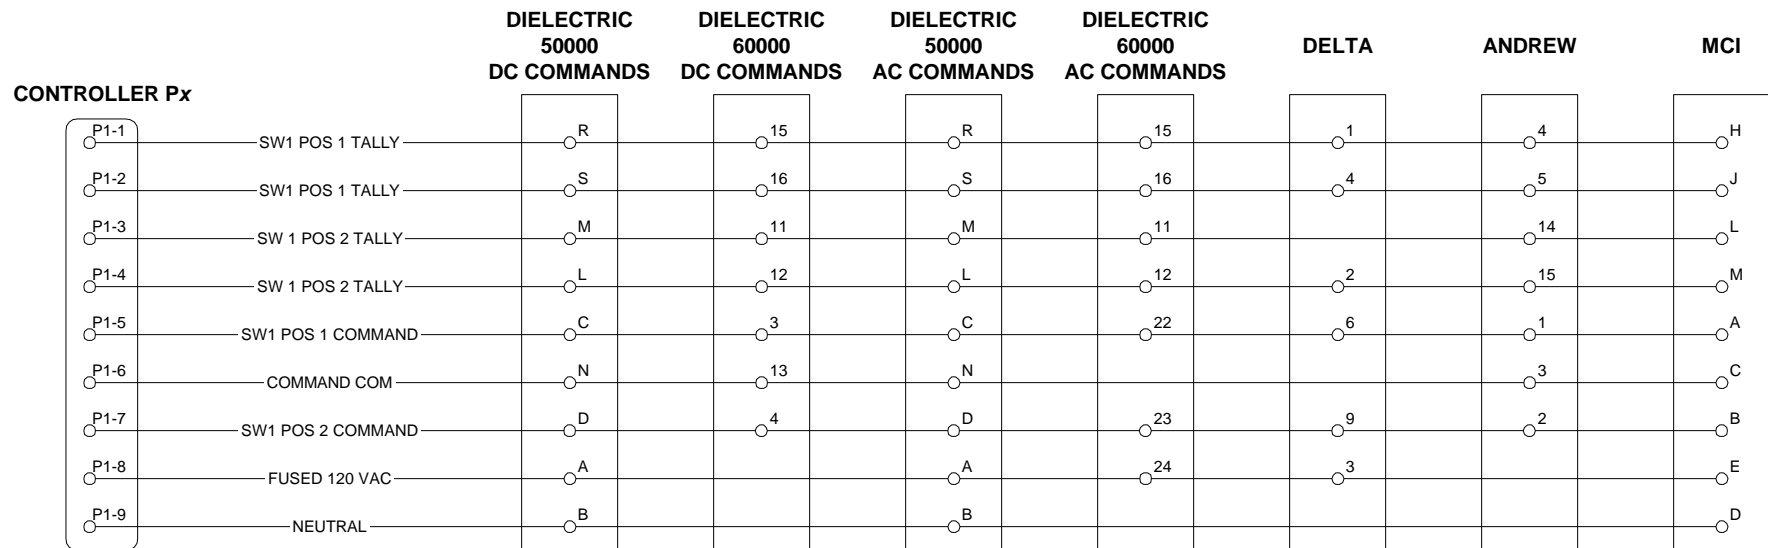 DIELECTRIC 50000 DC COMMANDS
DIELECTRIC 60000 DC COMMANDS
DIELECTRIC 50000 AC COMMANDS
DIELECTRIC 60000 AC COMMANDS
DELTA
ANDREW
MCI
CONTROLLER Px
P1-1 SW1 POS 1 TALLY R 15 R 15 1 4 H
P1-2 SW1 POS 1 TALLY S 16 S 16 4 5 J
P1-3 SW 1 POS 2 TALLY M 11 M 11 14 L
P1-4 SW 1 POS 2 TALLY L 12 L 12 2 15 M
P1-5 SW1 POS 1 COMMAND C 3 C 22 6 1 A
P1-6 COMMAND COM N 13 N 3 C
P1-7 SW1 POS 2 COMMAND D 4 D 23 9 2 B
P1-8 FUSED 120 VAC A A 24 3 E
P1-9 NEUTRAL B B D